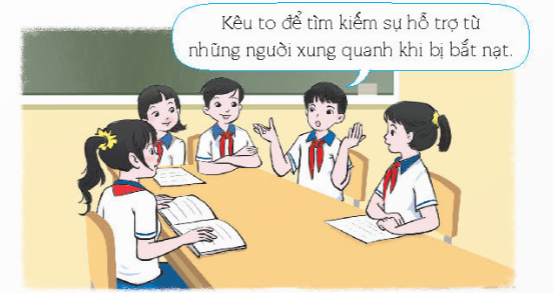 Kêu to để tìm kiếm sự hỗ trợ từ
những người xung quanh khi bị bắt nạt.